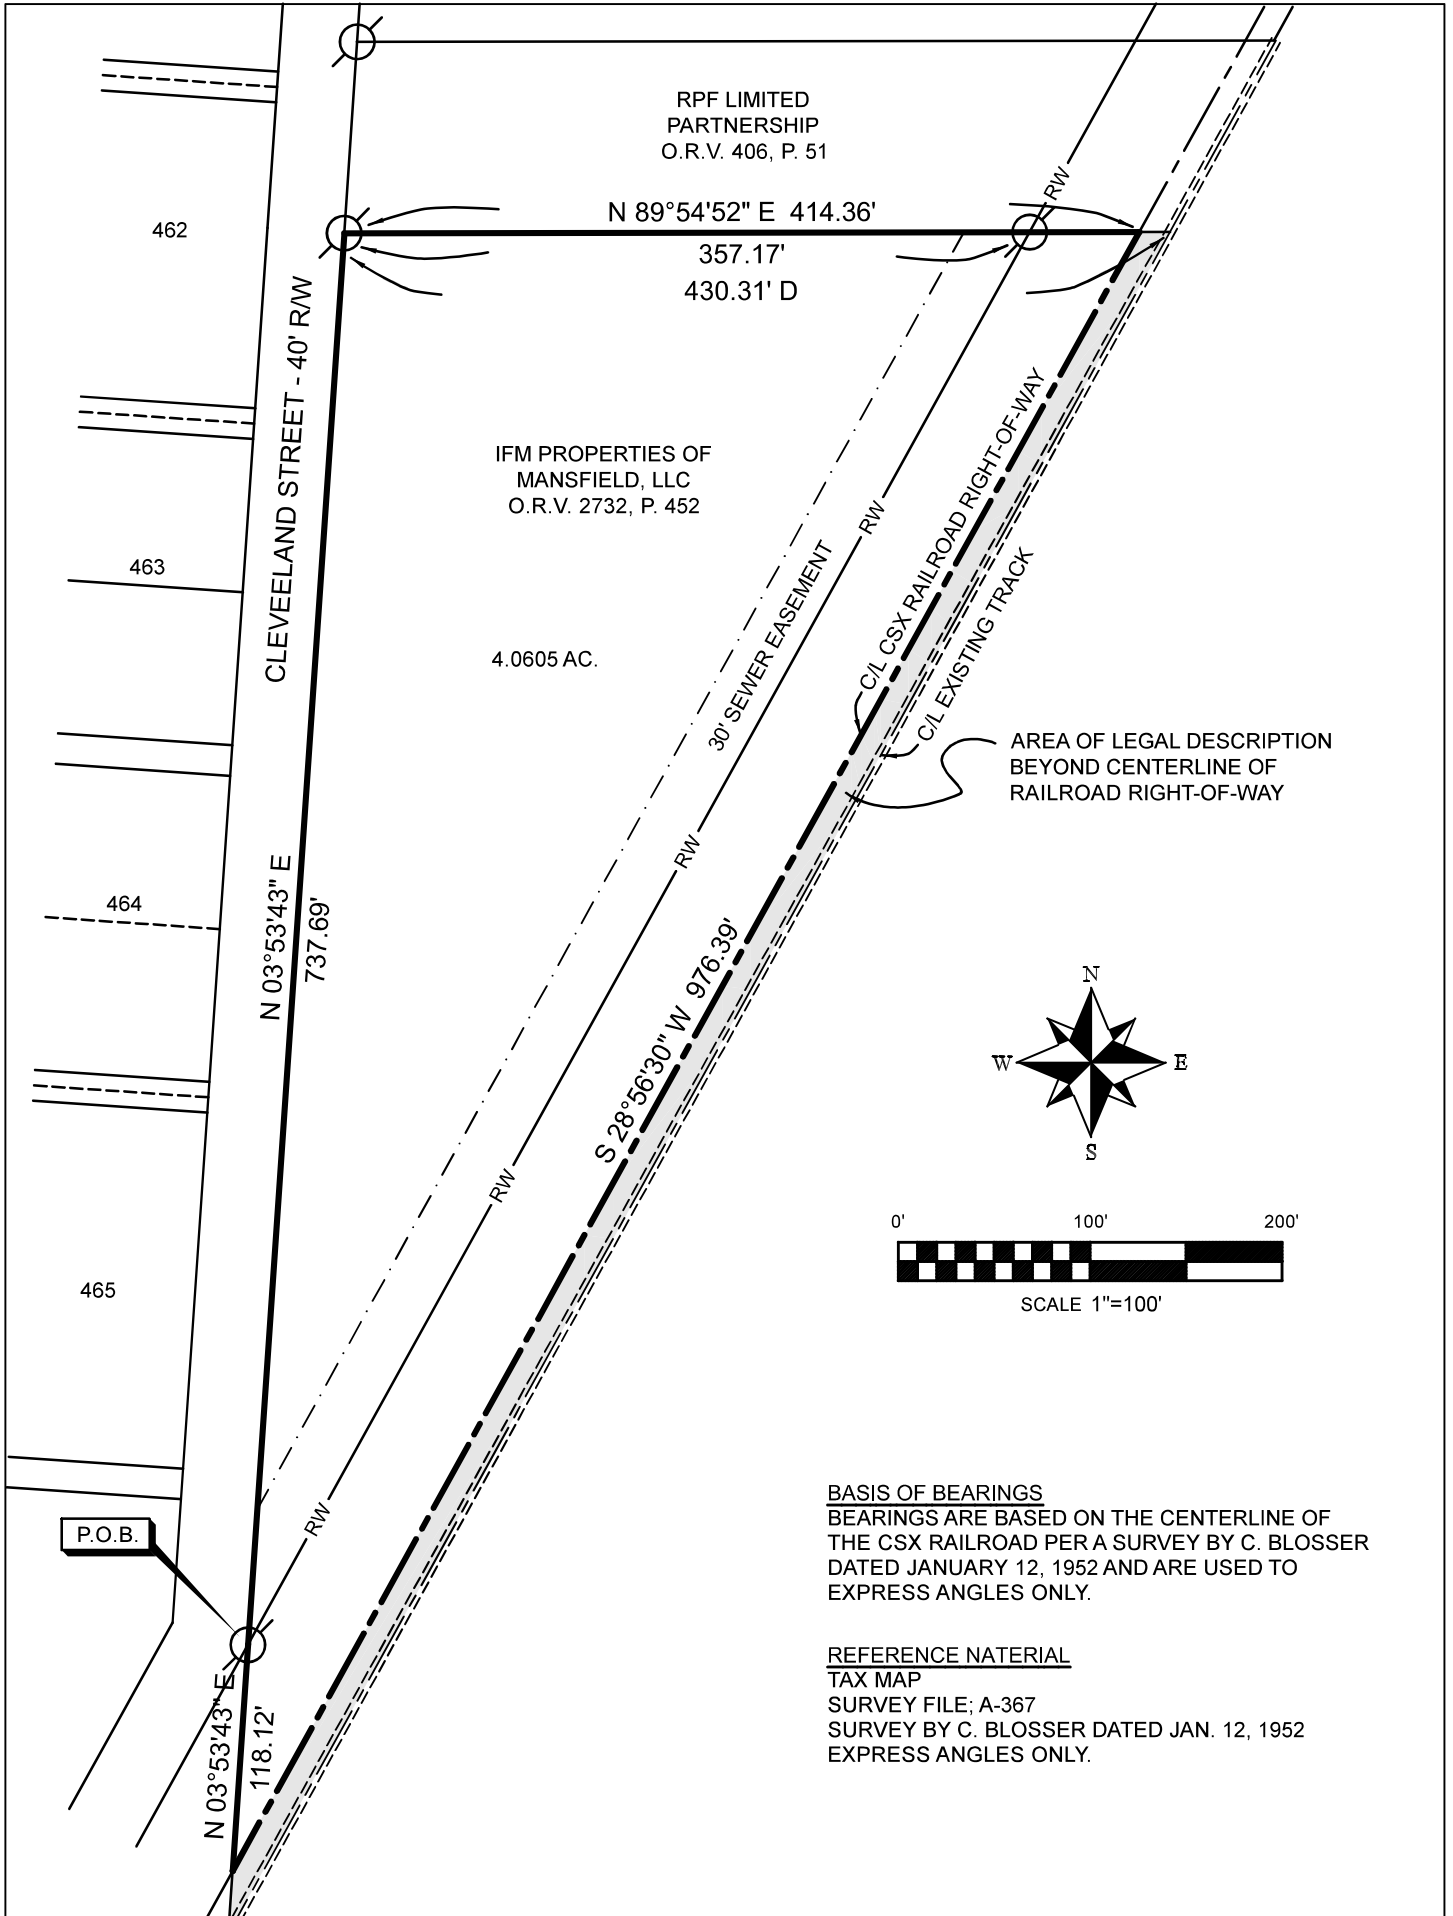 RPF LIMITED
PARTNERSHIP
O.R.V. 406, P. 51
RW
462
N 89°54'52" E 414.36'
357.17'
430.31' D
CLEVEELAND STREET - 40' R/W
IFM PROPERTIES OF
MANSFIELD, LLC
O.R.V. 2732, P. 452
C/L CSX RAILROAD RIGHT-OF-WAY
RW
463
30' SEWER EASEMENT
C/L EXISTING TRACK
4.0605 AC.
AREA OF LEGAL DESCRIPTION
BEYOND CENTERLINE OF
RAILROAD RIGHT-OF-WAY
RW
464
N 03°53'43" E
737.69'
S 28°56'30" W 976.39'
N
W
E
S
RW
0' 100' 200'
SCALE 1"=100'
465
BASIS OF BEARINGS
BEARINGS ARE BASED ON THE CENTERLINE OF
THE CSX RAILROAD PER A SURVEY BY C. BLOSSER
DATED JANUARY 12, 1952 AND ARE USED TO
EXPRESS ANGLES ONLY.
RW
P.O.B.
REFERENCE NATERIAL
TAX MAP
SURVEY FILE; A-367
SURVEY BY C. BLOSSER DATED JAN. 12, 1952
EXPRESS ANGLES ONLY.
N 03°53'43" E
118.12'